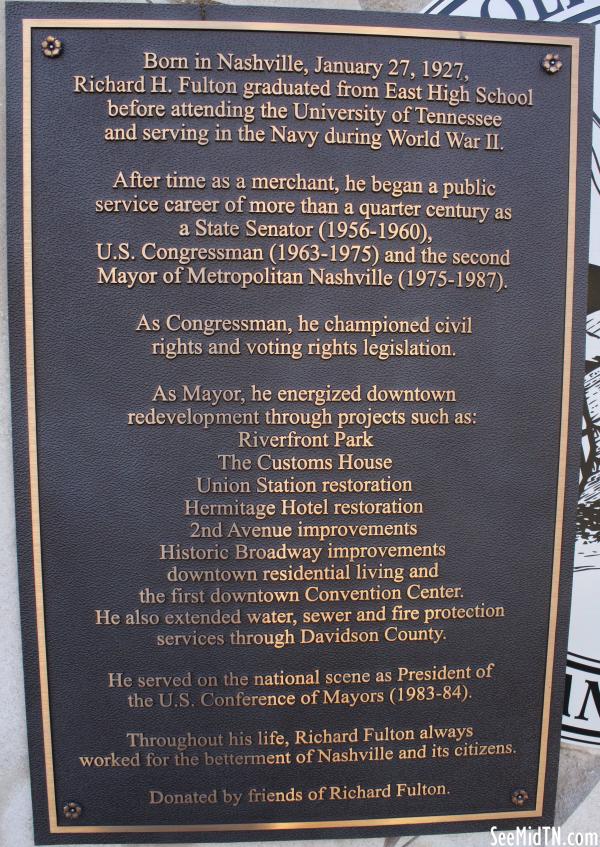 Born in Nashville, January 27, 1927,
Richard H. Fulton graduated from East High School
before attending the University of Tennessee
and serving in the Navy during World War II.
After time as a merchant, he began a public
service career of more than a quarter century as
a State Senator (1956-1960),
U.S. Congressman (1963-1975) and the second
Mayor of Metropolitan Nashville (1975-1987).
As Congressman, he championed civil
rights and voting rights legislation.
As Mayor, he energized downtown
redevelopment through projects such as:
Riverfront Park
The Customs House
Union Station restoration
Hermitage Hotel restoration
2nd Avenue improvements
Historic Broadway improvements
downtown residential living and
the first downtown Convention Center.
He also extended water, sewer and fire protection
services through Davidson County.
He served on the national scene as President of
the U.S. Conference of Mayors (1983-84).
Throughout his life, Richard Fulton always
worked for the betterment of Nashville and its citizens.
Donated by friends of Richard Fulton.
SeeMidTN.com